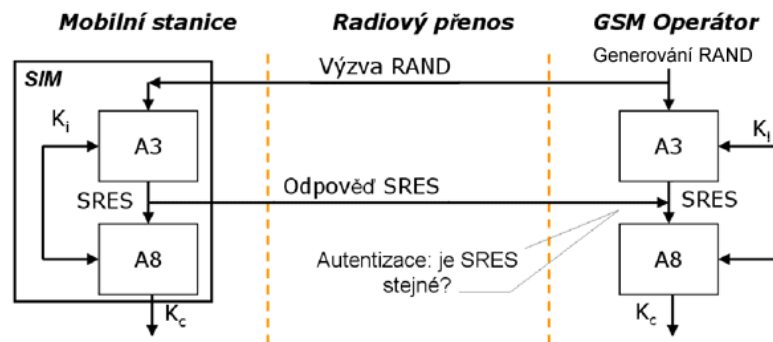 Mobilní stanice
Radiový přenos
GSM Operátor
Generování RAND
Výzva RAND
SIM
Ki
A3
A3
Ki
SRES
Odpověď SRES
SRES
A8
Autentizace: je SRES
stejné?
A8
Kc
Kc